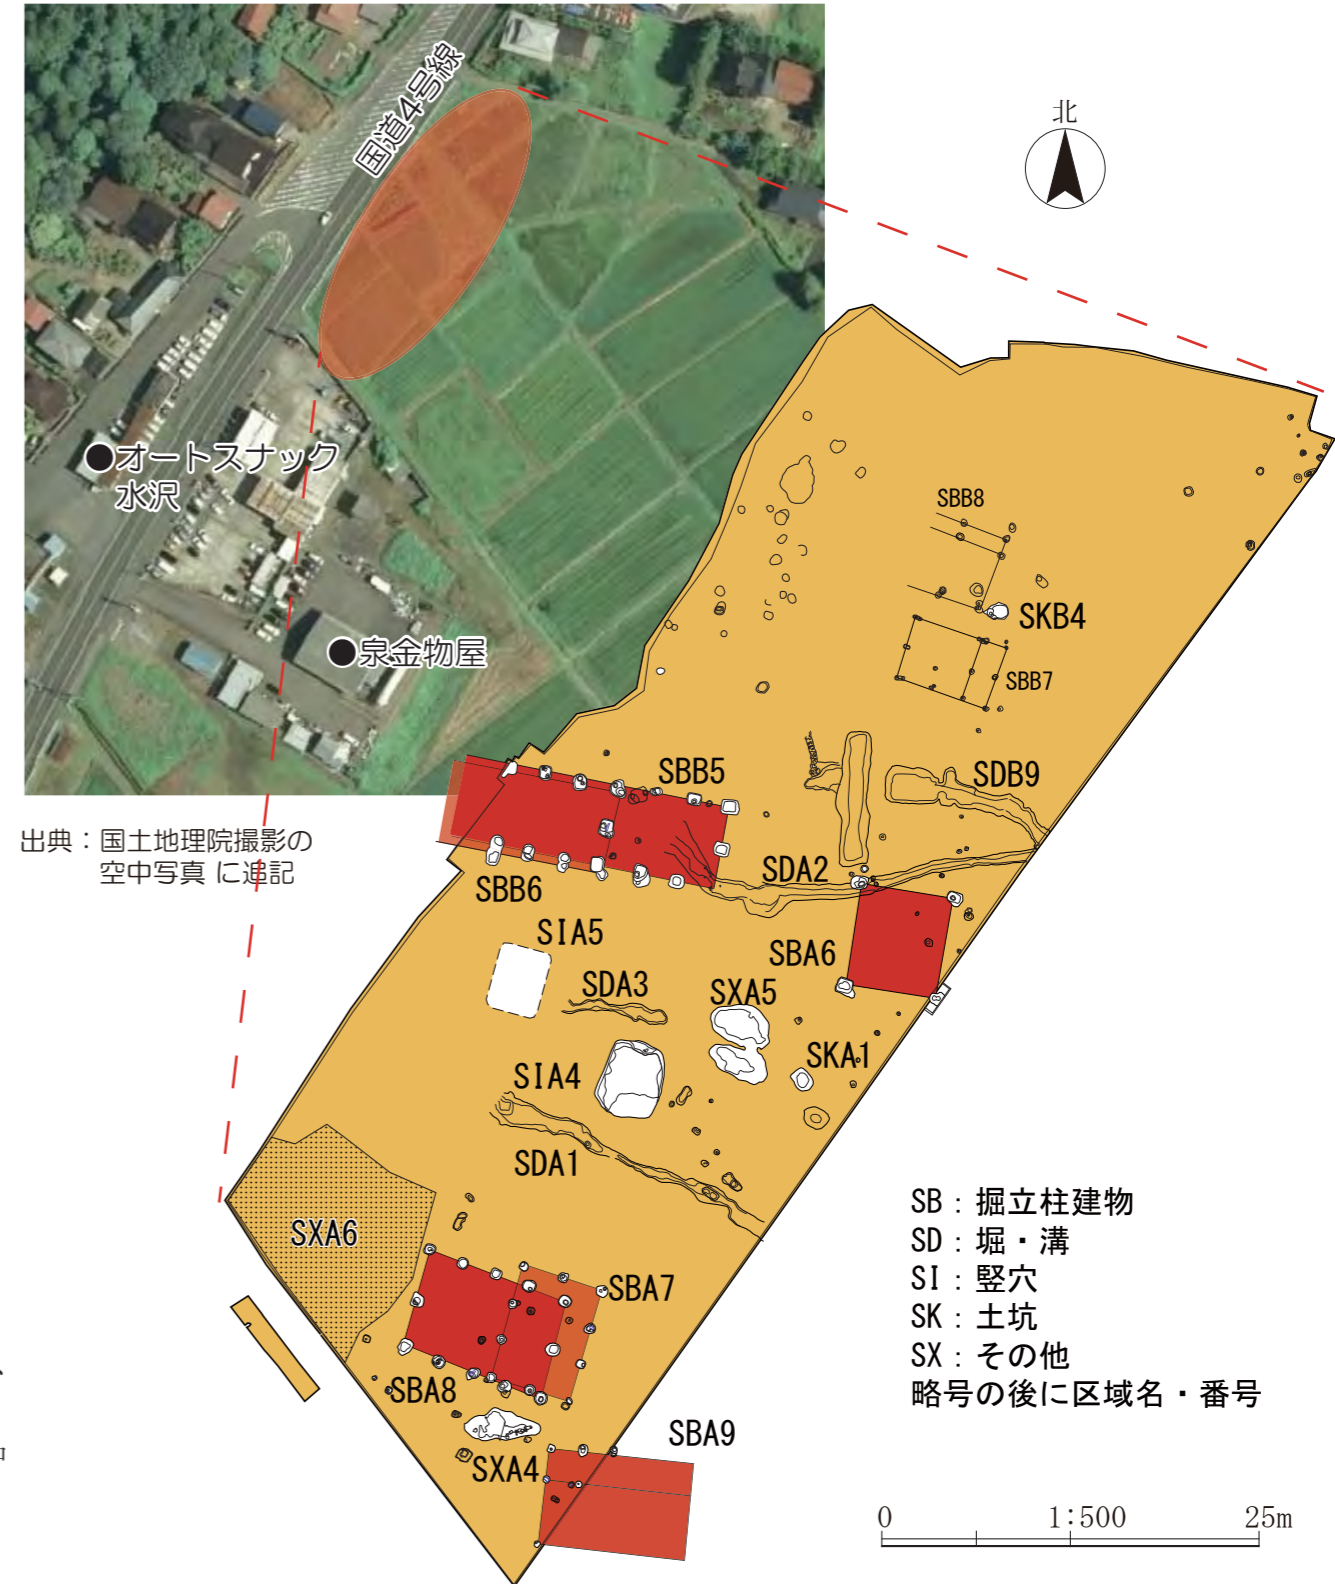 国道4号線
北
●オートスナック
水沢
●泉金物屋
出典：国土地理院撮影の
空中写真 に追記
SBB8
SKB4
SBB7
SBB5
SDB9
SDA2
SBB6
SIA5
SBA6
SDA3
SXA5
SIA4
SKA1
SDA1
SXA6
SBA7
SBA8
SBA9
SXA4
SB：掘立柱建物
SD：堀・溝
SI：竪穴
SK：土坑
SX：その他
略号の後に区域名・番号
0 1:500 25m